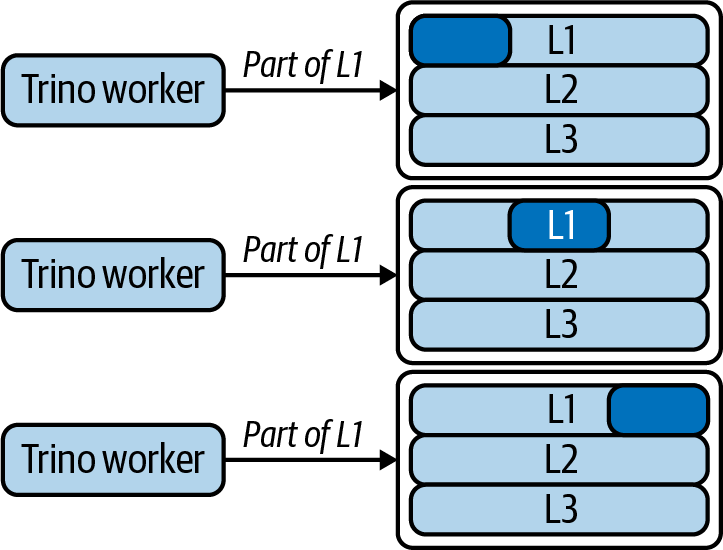 Trino worker
Part of L1
L1
L2
L3
Trino worker
Part of L1
L1
L2
L3
Trino worker
Part of L1
L1
L2
L3